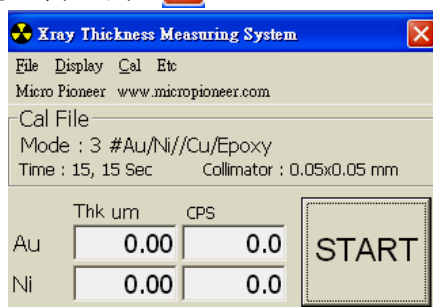 Xray Thickness Measuring System
File Display Cal Etc
Micro Pioneer www.micropioneer.com
Cal File
Mode : 3 #Au/Ni//Cu/Epoxy
Time : 15, 15 Sec Collimator : 0.05x0.05 mm
Thk um CPS
Au 0.00 0.0
START
Ni 0.00 0.0